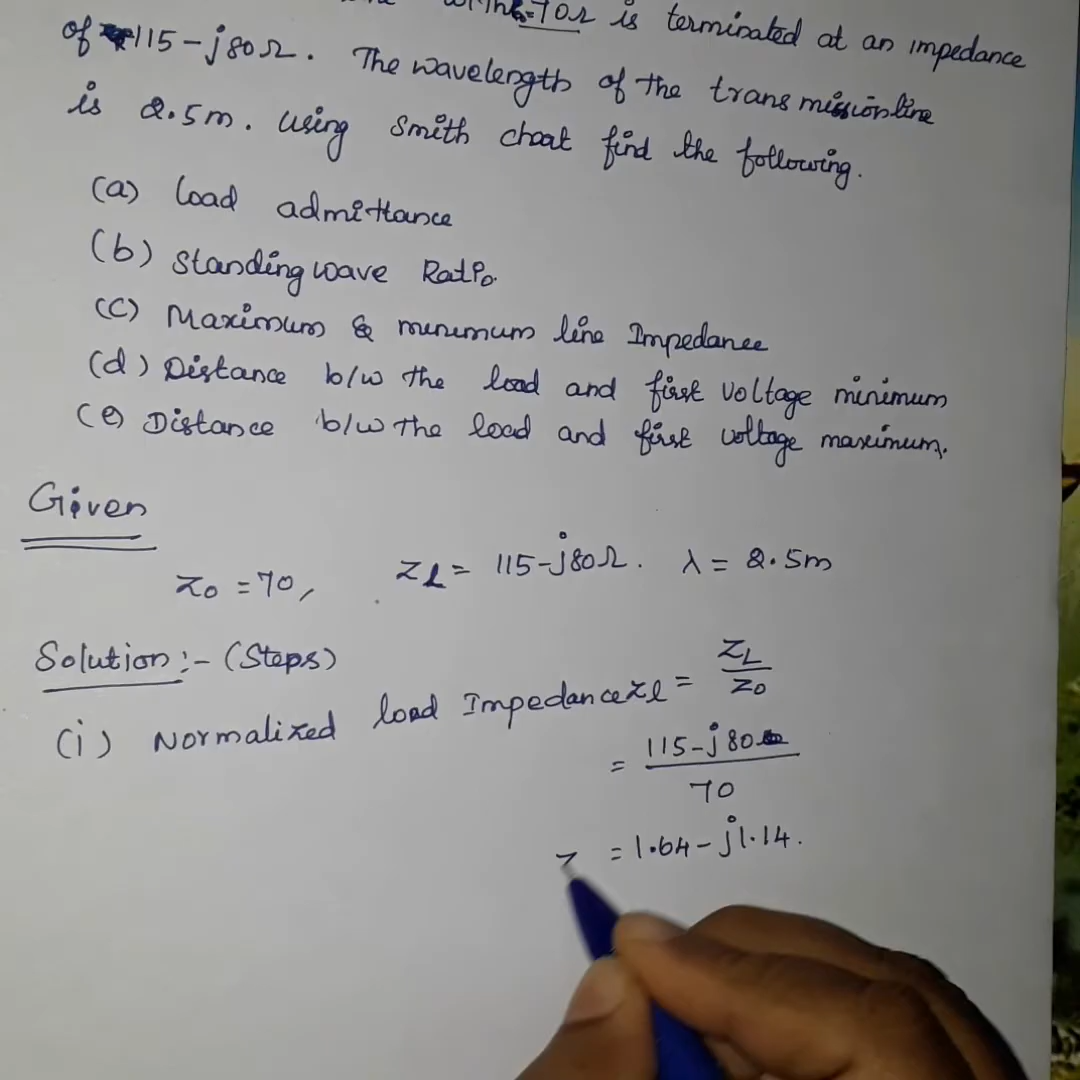 is terminated at an impedance
of 115-j80Ω. The wavelength of the transmission line
is 2.5m. using Smith chart find the following.
(a) Load admittance
(b) Standing wave Ratio
(c) Maximum & minimum line Impedance
(d) Distance b/w the load and first voltage minimum
(e) Distance b/w the load and first voltage maximum.
Given
Z0 = 70, ZL = 115-j80Ω. λ = 2.5m
Solution:- (Steps)
(i) Normalized load Impedance zl = ZL/Z0
= 115-j80/70
z = 1.64-j1.14.